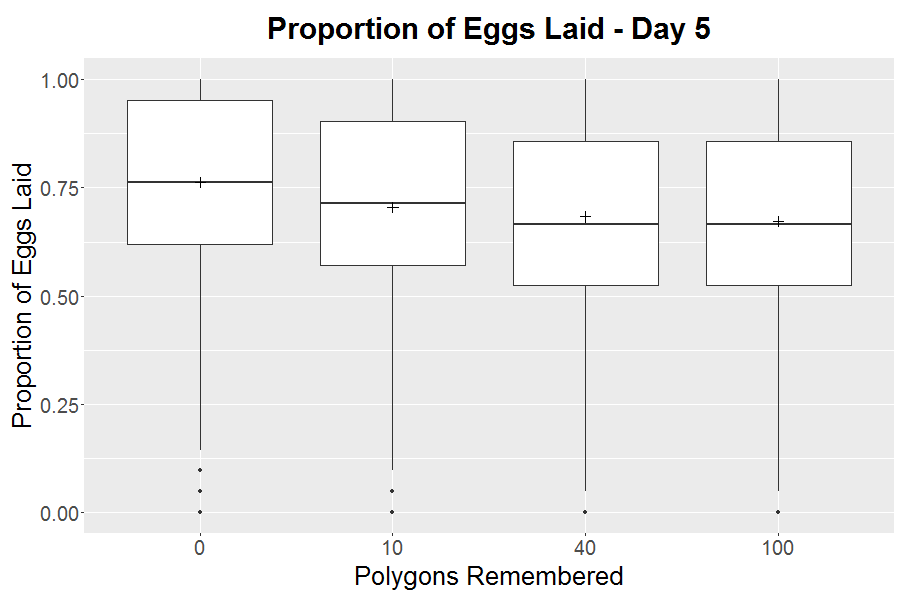 Proportion of Eggs Laid - Day 5
Proportion of Eggs Laid
1.00
0.75
0.50
0.25
0.00
0 10 40 100
Polygons Remembered